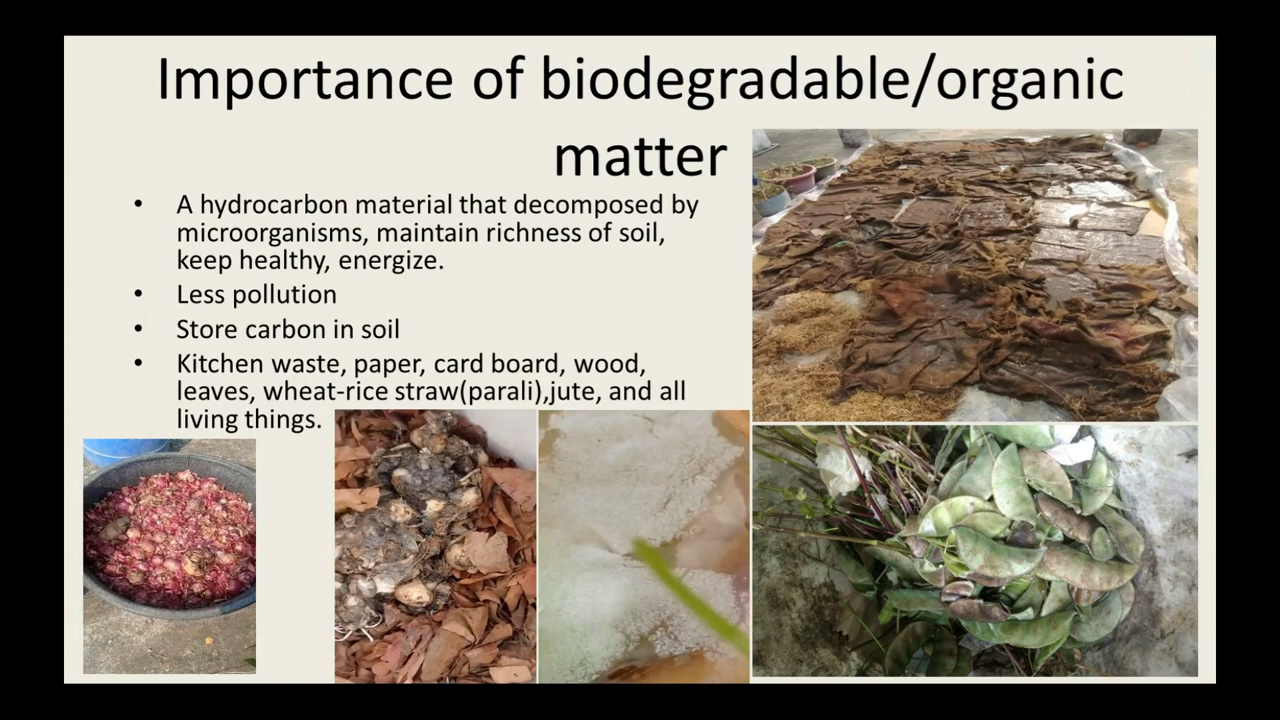 Importance of biodegradable/organic
matter
• A hydrocarbon material that decomposed by
microorganisms, maintain richness of soil,
keep healthy, energize.
• Less pollution
• Store carbon in soil
• Kitchen waste, paper, card board, wood,
leaves, wheat-rice straw(parali),jute, and all
living things.